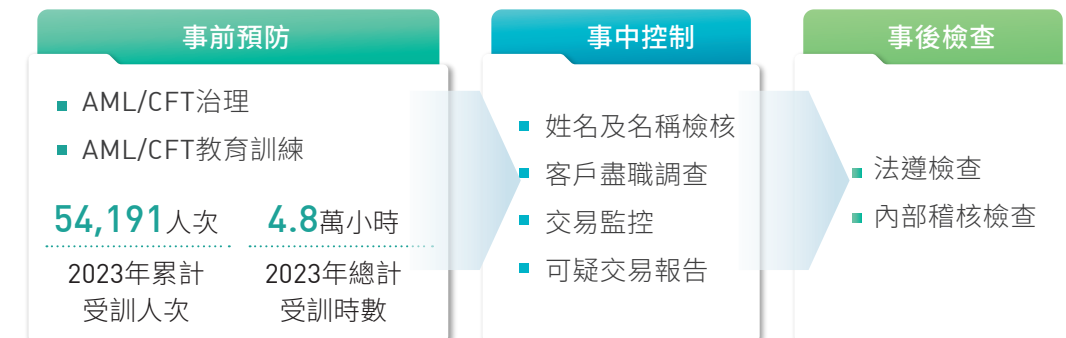 事前預防
AML/CFT治理
AML/CFT教育訓練
54,191人次
2023年累計
受訓人次
4.8萬小時
2023年總計
受訓時數
事中控制
姓名及名稱檢核
客戶盡職調查
交易監控
可疑交易報告
事後檢查
法遵檢查
內部稽核檢查